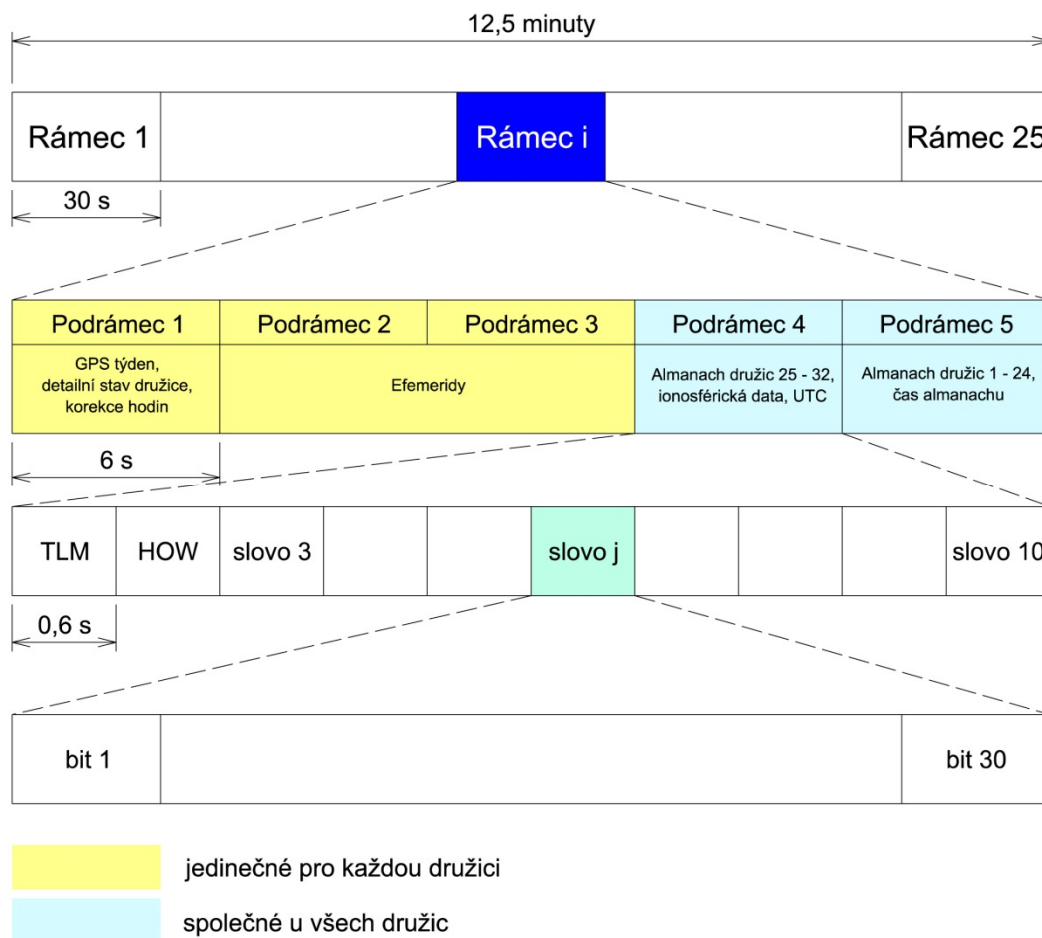 12,5 minuty
Rámec 1
Rámec i
Rámec 25
30 s
Podrámec 1
Podrámec 2
Podrámec 3
Podrámec 4
Podrámec 5
GPS týden,
detailní stav družice,
korekce hodin
Efemeridy
Almanach družic 25 - 32,
ionosférická data, UTC
Almanach družic 1 - 24,
čas almanachu
6 s
TLM
HOW
slovo 3
slovo j
slovo 10
0,6 s
bit 1
bit 30
jedinečné pro každou družici
společné u všech družic